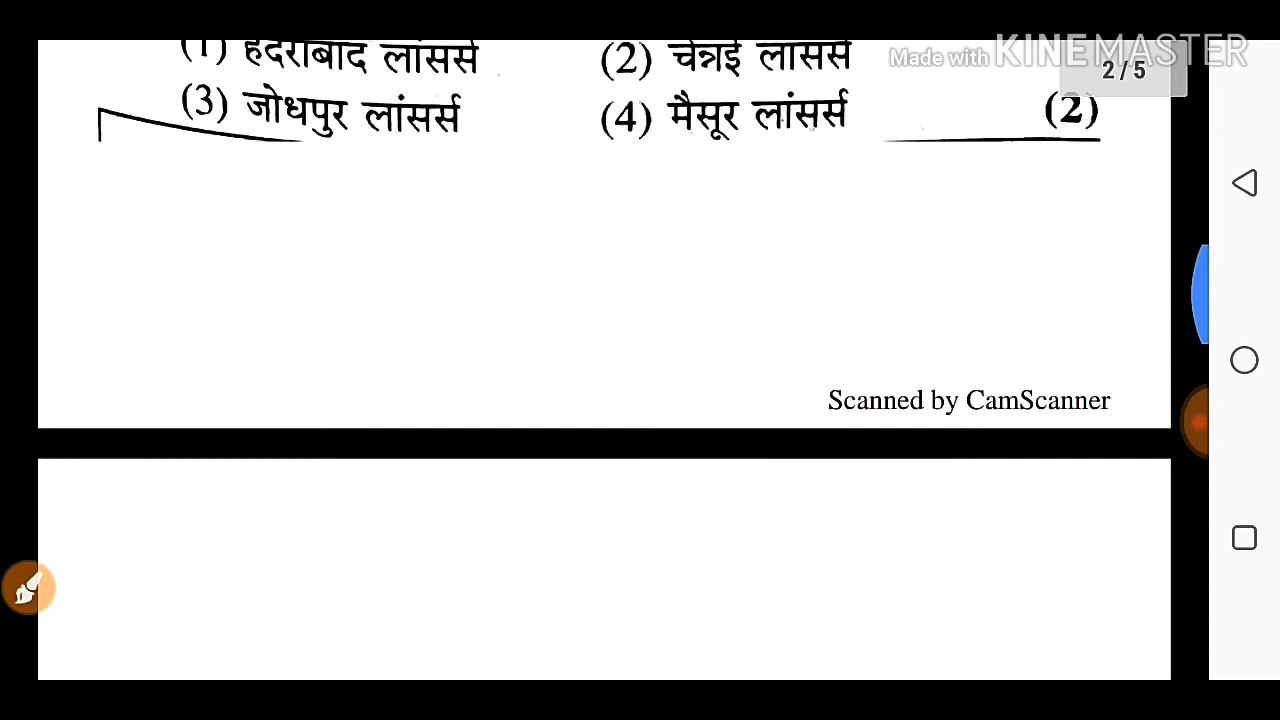 (1) हैदराबाद लांसर्स (2) चेन्नई लांसर्स
Made with KINEMASTER
2/5
(3) जोधपुर लांसर्स (4) मैसूर लांसर्स (2)
Scanned by CamScanner